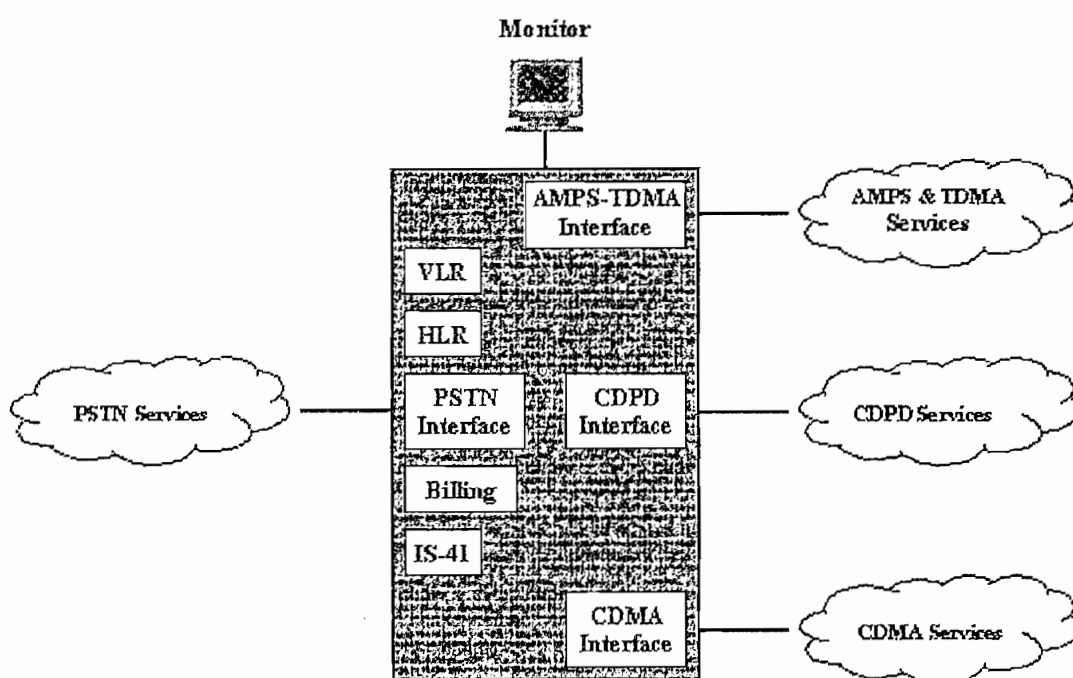 Monitor
AMPS-TDMA
Interface
AMPS & TDMA
Services
VLR
HLR
PSTN Services
PSTN
Interface
CDPD
Interface
CDPD Services
Billing
IS-41
CDMA
Interface
CDMA Services